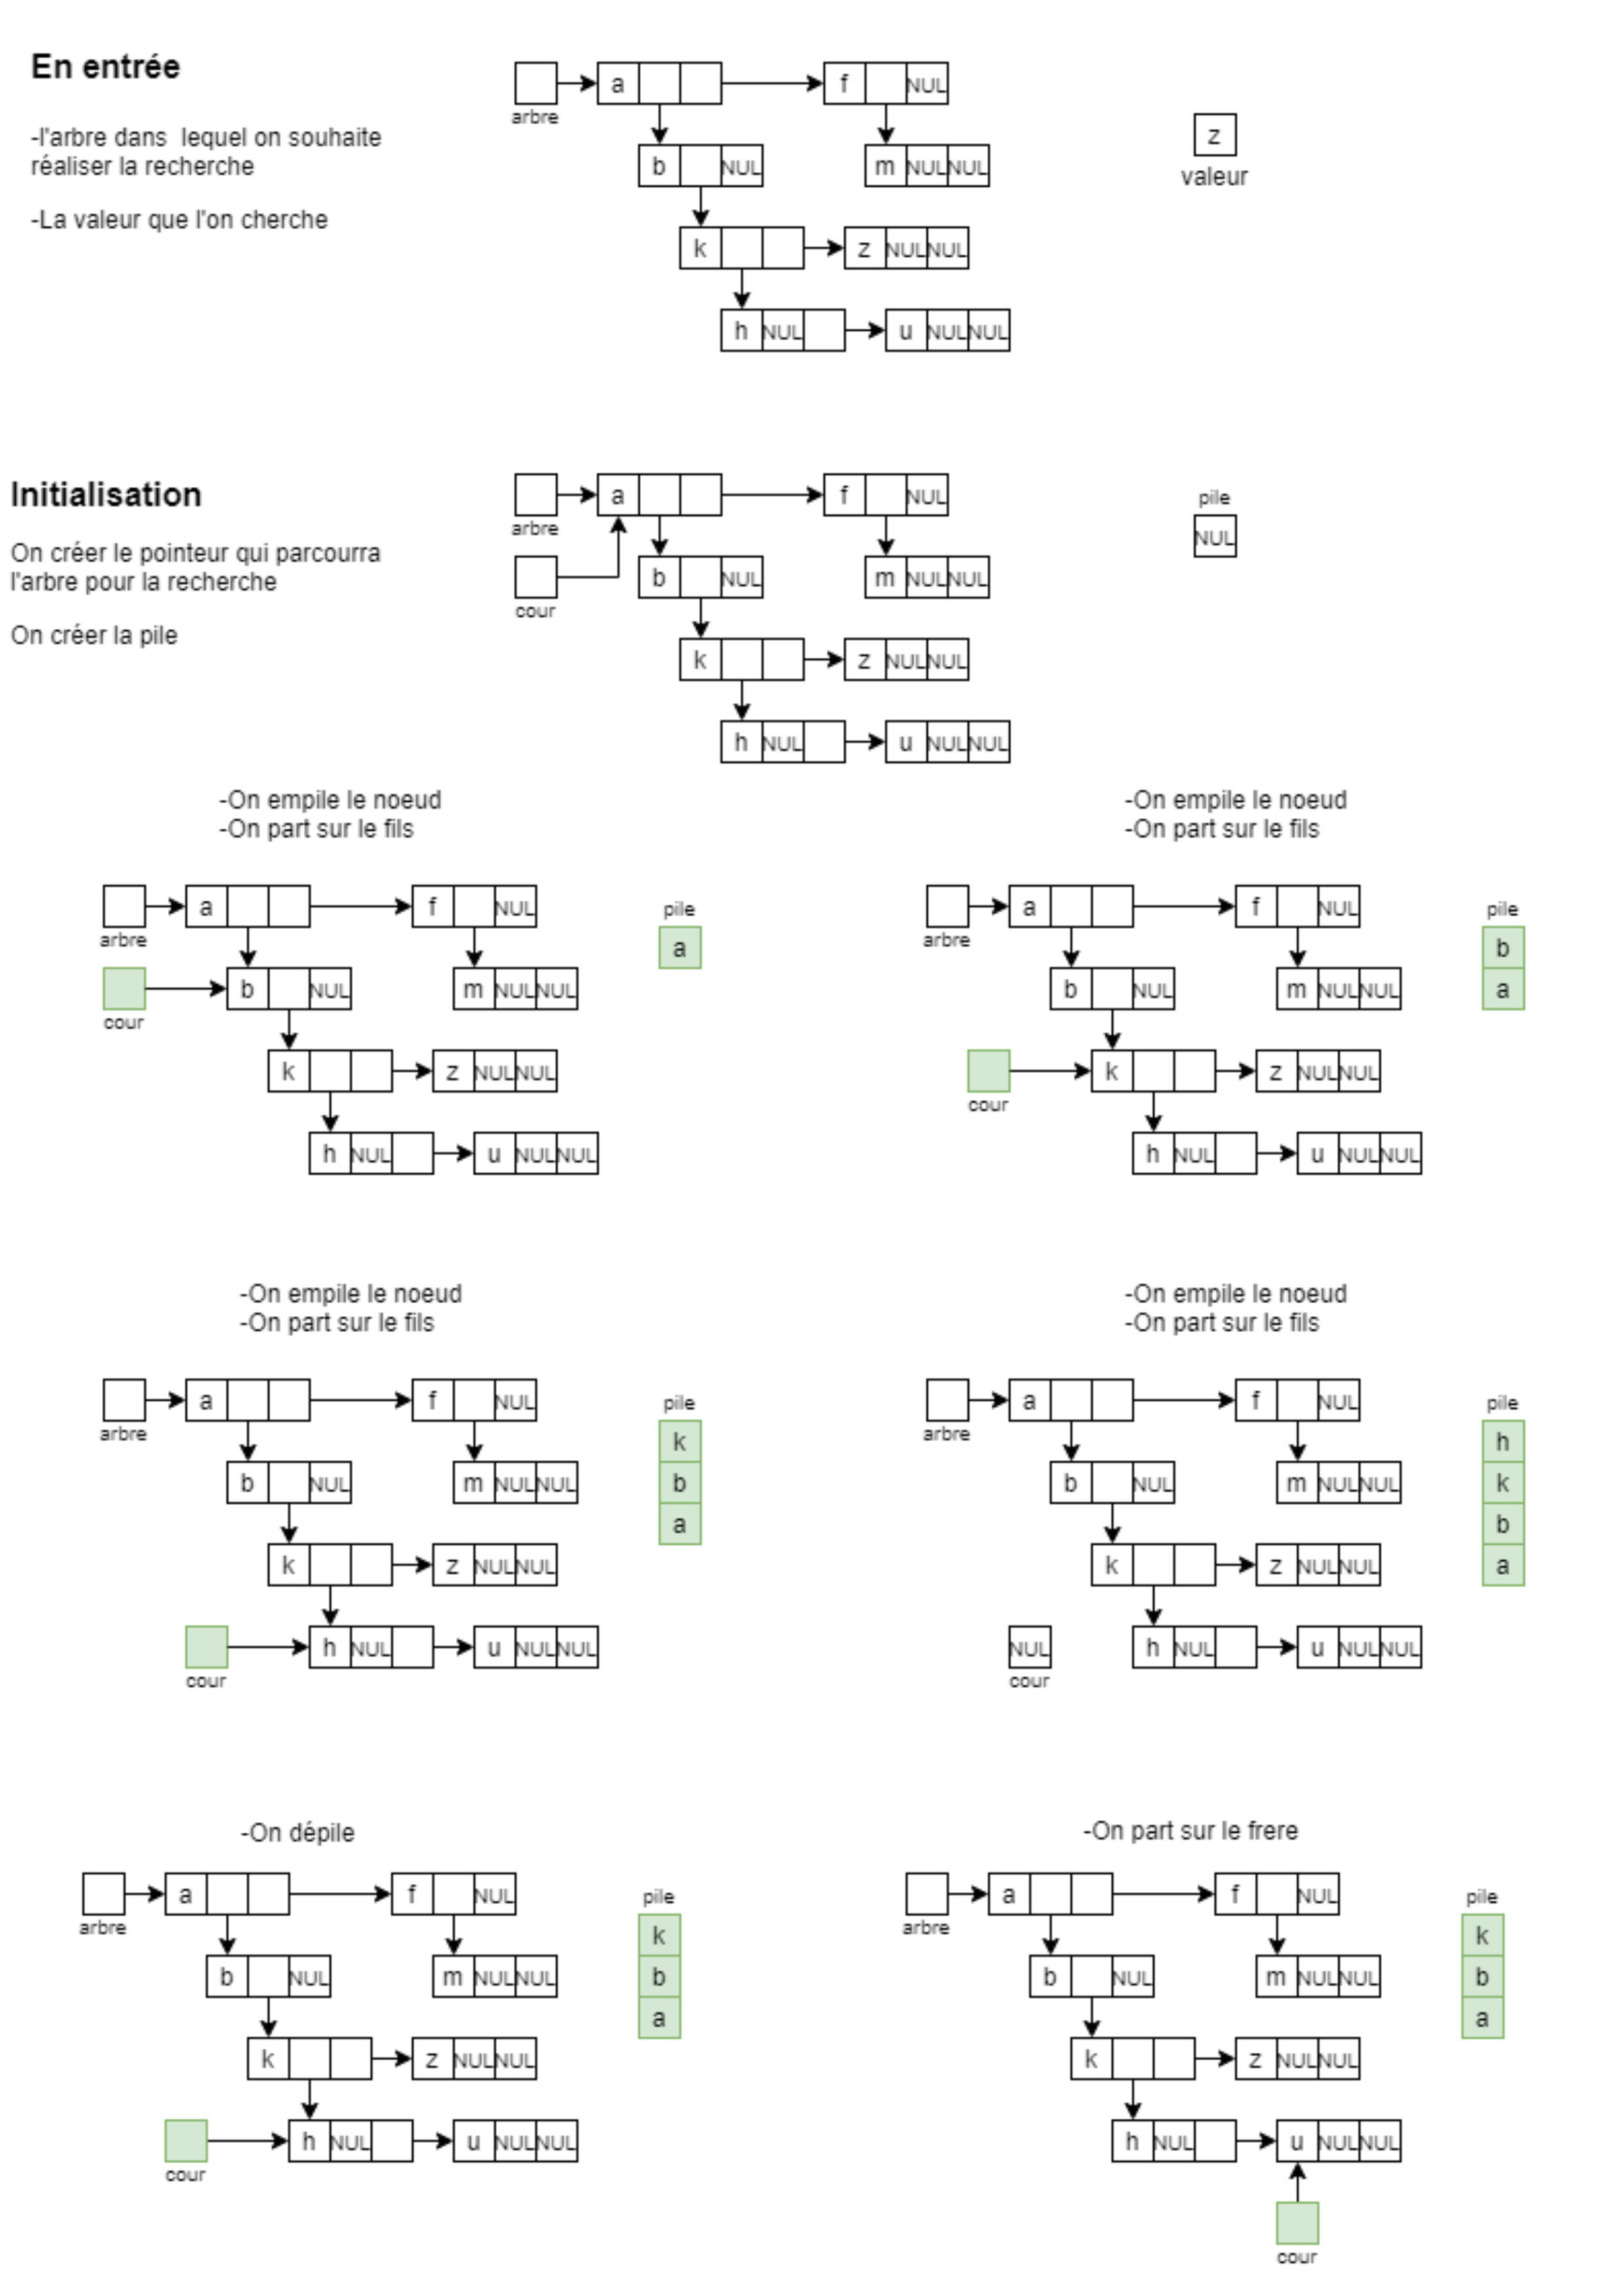 En entrée
-l'arbre dans lequel on souhaite
réaliser la recherche
-La valeur que l'on cherche
a f NUL
arbre
z
valeur
b NUL m NUL NUL
k z NUL NUL
h NUL u NUL NUL
Initialisation
On créer le pointeur qui parcourra
l'arbre pour la recherche
On créer la pile
a f NUL
arbre
pile
NUL
b NUL m NUL NUL
cour
k z NUL NUL
h NUL u NUL NUL
-On empile le noeud
-On part sur le fils
a f NUL
arbre
pile
a
b NUL m NUL NUL
cour
k z NUL NUL
h NUL u NUL NUL
-On empile le noeud
-On part sur le fils
a f NUL
arbre
pile
b
a
b NUL m NUL NUL
k z NUL NUL
cour
h NUL u NUL NUL
-On empile le noeud
-On part sur le fils
a f NUL
arbre
pile
k
b
a
b NUL m NUL NUL
k z NUL NUL
h NUL u NUL NUL
cour
-On empile le noeud
-On part sur le fils
a f NUL
arbre
pile
h
k
b
a
b NUL m NUL NUL
k z NUL NUL
NUL h NUL u NUL NUL
cour
-On dépile
a f NUL
arbre
pile
k
b
a
b NUL m NUL NUL
k z NUL NUL
h NUL u NUL NUL
cour
-On part sur le frere
a f NUL
arbre
pile
k
b
a
b NUL m NUL NUL
k z NUL NUL
h NUL u NUL NUL
cour